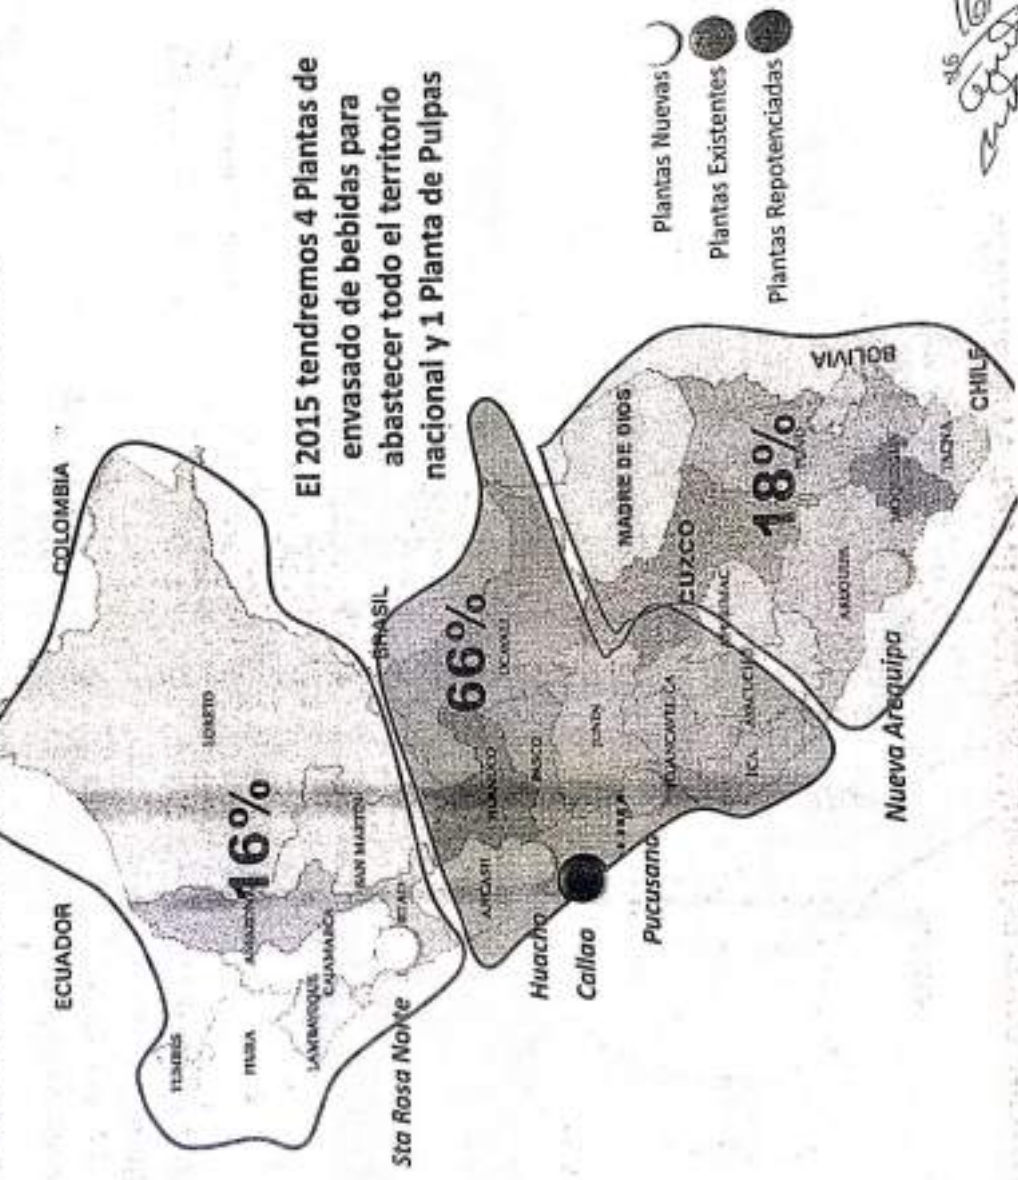 El 2015 tendremos 4 Plantas de
envasado de bebidas para
abastecer todo el territorio
nacional y 1 Planta de Pulpas
COLOMBIA
ECUADOR
TUMBES
PIURA
LAMBAYEQUE
CAJAMARCA
LORETO
16%
SAN MARTIN
Sta Rosa Norte
BRASIL
66%
UCAYALI
ANCASH
HUANUCO
PASCO
JUNIN
Huacho
Callao
Pucusana
HUANCAVELICA
AYACUCHO
ICA
MADRE DE DIOS
CUZCO
18%
BOLIVIA
AREQUIPA
MOQUEGUA
TACNA
CHILE
Nueva Arequipa
Plantas Nuevas
Plantas Existentes
Plantas Repotenciadas